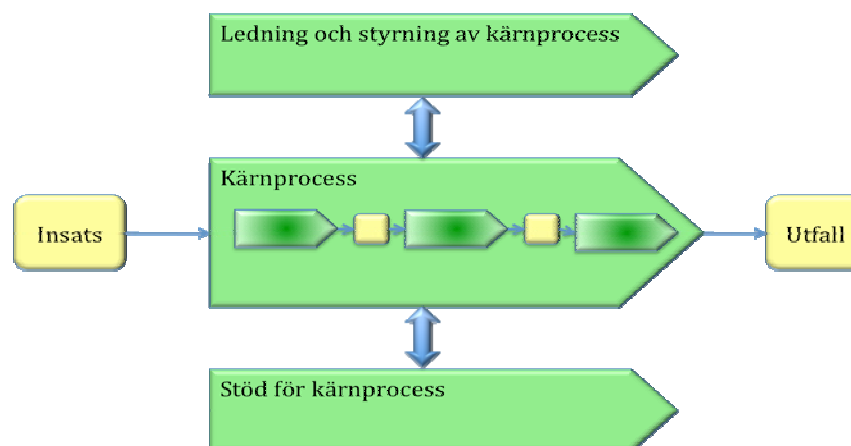 Ledning och styrning av kärnprocess
Kärnprocess
Insats
Utfall
Stöd för kärnprocess